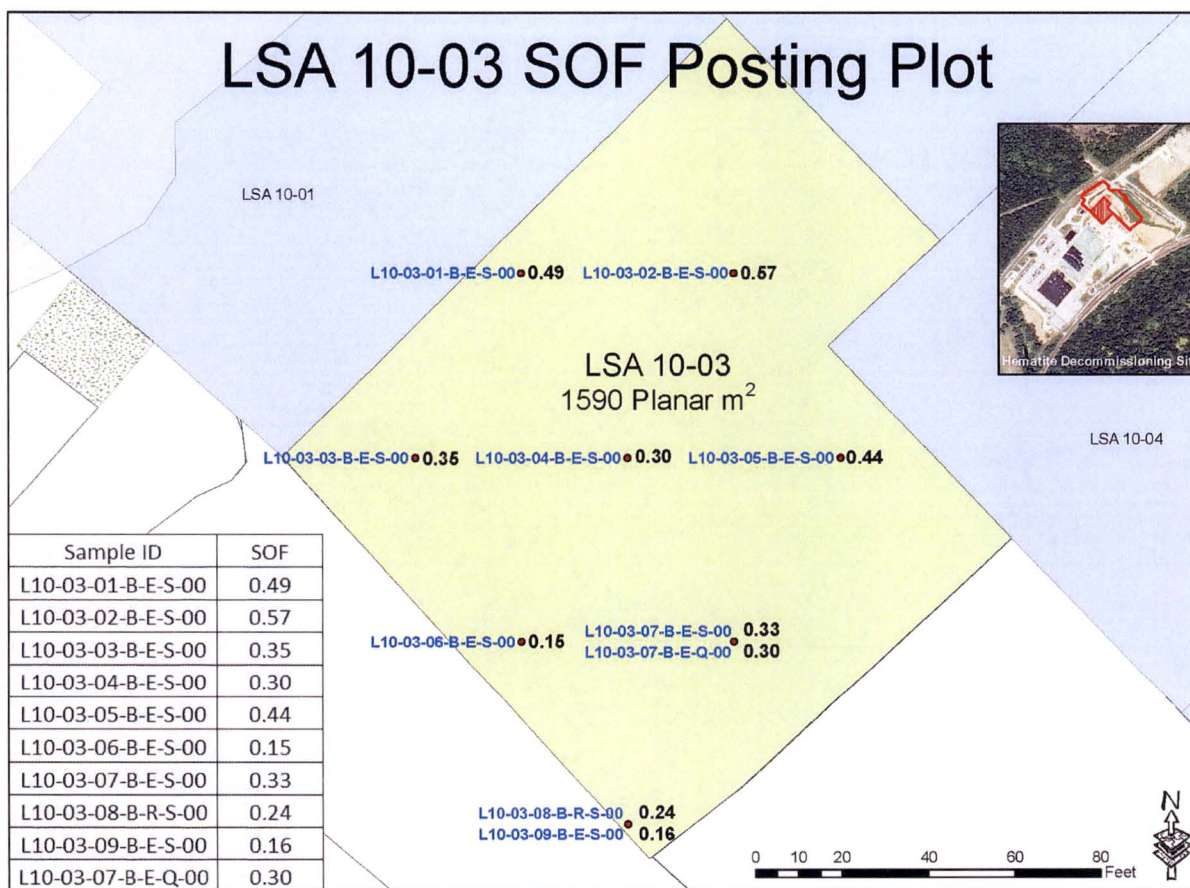 LSA 10-03 SOF Posting Plot
LSA 10-01
Hematite Decommissioning Sit
L10-03-01-B-E-S-00 0.49 L10-03-02-B-E-S-00 0.57
LSA 10-03
1590 Planar m²
LSA 10-04
L10-03-03-B-E-S-00 0.35 L10-03-04-B-E-S-00 0.30 L10-03-05-B-E-S-00 0.44
L10-03-06-B-E-S-00 0.15
L10-03-07-B-E-S-00 0.33
L10-03-07-B-E-Q-00 0.30
L10-03-08-B-R-S-00 0.24
L10-03-09-B-E-S-00 0.16
Sample ID SOF
L10-03-01-B-E-S-00 0.49
L10-03-02-B-E-S-00 0.57
L10-03-03-B-E-S-00 0.35
L10-03-04-B-E-S-00 0.30
L10-03-05-B-E-S-00 0.44
L10-03-06-B-E-S-00 0.15
L10-03-07-B-E-S-00 0.33
L10-03-08-B-R-S-00 0.24
L10-03-09-B-E-S-00 0.16
L10-03-07-B-E-Q-00 0.30
N
0 10 20 40 60 80
Feet